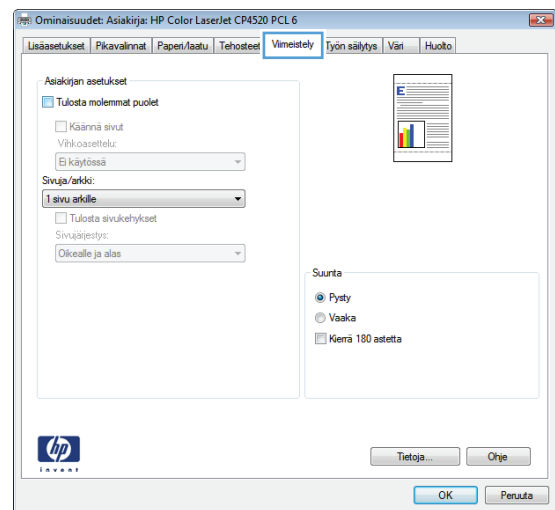 Ominaisuudet: Asiakirja: HP Color LaserJet CP4520 PCL 6
Lisäasetukset Pikavalinnat Paperi/laatu Tehosteet Viimeistely Työn säilytys Väri Huolto
Asiakirjan asetukset
Tulosta molemmat puolet
Käännä sivut
Vihkoasettelu:
Ei käytössä
Sivuja/arkki:
1 sivu arkille
Tulosta sivukehykset
Sivujärjestys:
Oikealle ja alas
E
Suunta
Pysty
Vaaka
Kierrä 180 astetta
hp
invent
Tietoja... Ohje
OK Peruuta